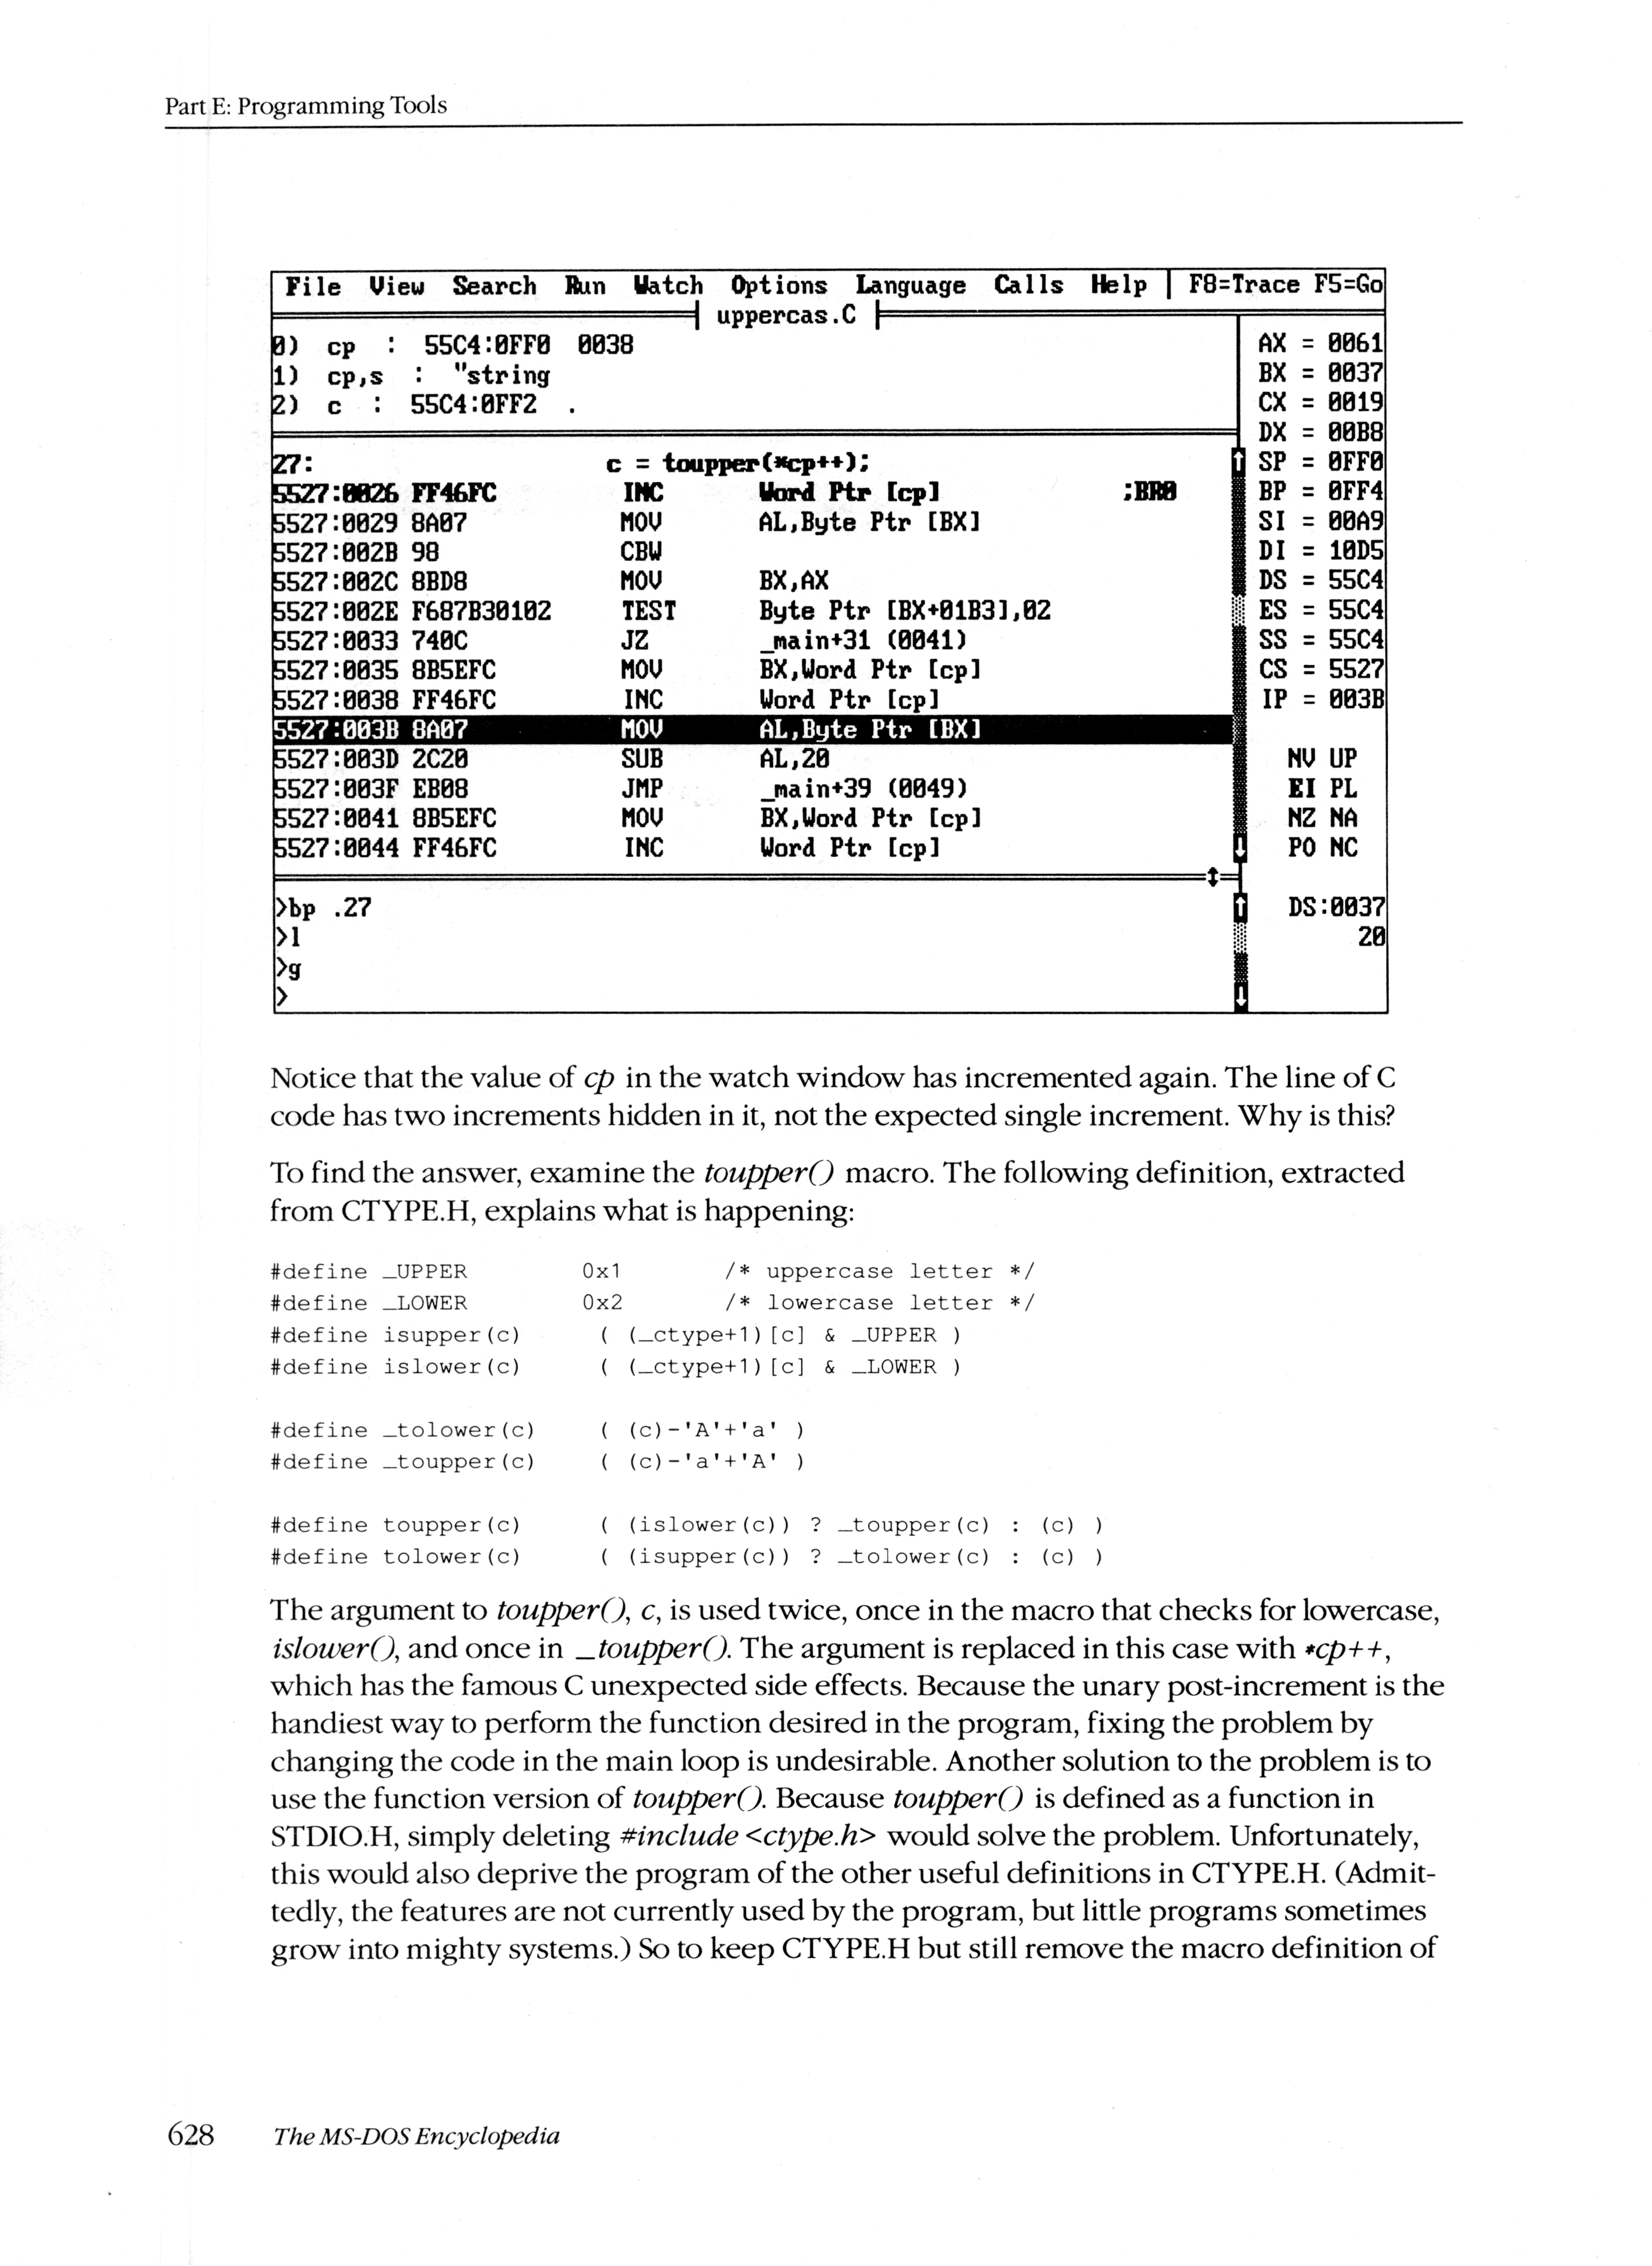 Part E: Programming Tools
File View Search Run Watch Options Language Calls Help | F8=Trace F5=Go
uppercas.C
0) cp : 55C4:0FF0 0038
AX = 0061
1) cp,s : "string
BX = 0037
2) c : 55C4:0FF2 .
CX = 0019
DX = 00B8
27: c = toupper(*cp++);
SP = 0FF0
5527:0026 FF46FC INC Word Ptr [cp] ;BR0
BP = 0FF4
5527:0029 8A07 MOV AL,Byte Ptr [BX]
SI = 00A9
5527:002B 98 CBW
DI = 10D5
5527:002C 8BD8 MOV BX,AX
DS = 55C4
5527:002E F687B30102 TEST Byte Ptr [BX+01B3],02
ES = 55C4
5527:0033 740C JZ _main+31 (0041)
SS = 55C4
5527:0035 8B5EFC MOV BX,Word Ptr [cp]
CS = 5527
5527:0038 FF46FC INC Word Ptr [cp]
IP = 003B
5527:003B 8A07 MOV AL,Byte Ptr [BX]
5527:003D 2C20 SUB AL,20
NV UP
5527:003F EB08 JMP _main+39 (0049)
EI PL
5527:0041 8B5EFC MOV BX,Word Ptr [cp]
NZ NA
5527:0044 FF46FC INC Word Ptr [cp]
PO NC
>bp .27
DS:0037
>l
20
>g
>
Notice that the value of cp in the watch window has incremented again. The line of C
code has two increments hidden in it, not the expected single increment. Why is this?
To find the answer, examine the toupper() macro. The following definition, extracted
from CTYPE.H, explains what is happening:
#define _UPPER 0x1 /* uppercase letter */
#define _LOWER 0x2 /* lowercase letter */
#define isupper(c) ( (_ctype+1)[c] & _UPPER )
#define islower(c) ( (_ctype+1)[c] & _LOWER )
#define _tolower(c) ( (c)-'A'+'a' )
#define _toupper(c) ( (c)-'a'+'A' )
#define toupper(c) ( (islower(c)) ? _toupper(c) : (c) )
#define tolower(c) ( (isupper(c)) ? _tolower(c) : (c) )
The argument to toupper(), c, is used twice, once in the macro that checks for lowercase,
islower(), and once in _toupper(). The argument is replaced in this case with *cp++,
which has the famous C unexpected side effects. Because the unary post-increment is the
handiest way to perform the function desired in the program, fixing the problem by
changing the code in the main loop is undesirable. Another solution to the problem is to
use the function version of toupper(). Because toupper() is defined as a function in
STDIO.H, simply deleting #include <ctype.h> would solve the problem. Unfortunately,
this would also deprive the program of the other useful definitions in CTYPE.H. (Admit-
tedly, the features are not currently used by the program, but little programs sometimes
grow into mighty systems.) So to keep CTYPE.H but still remove the macro definition of
628 The MS-DOS Encyclopedia